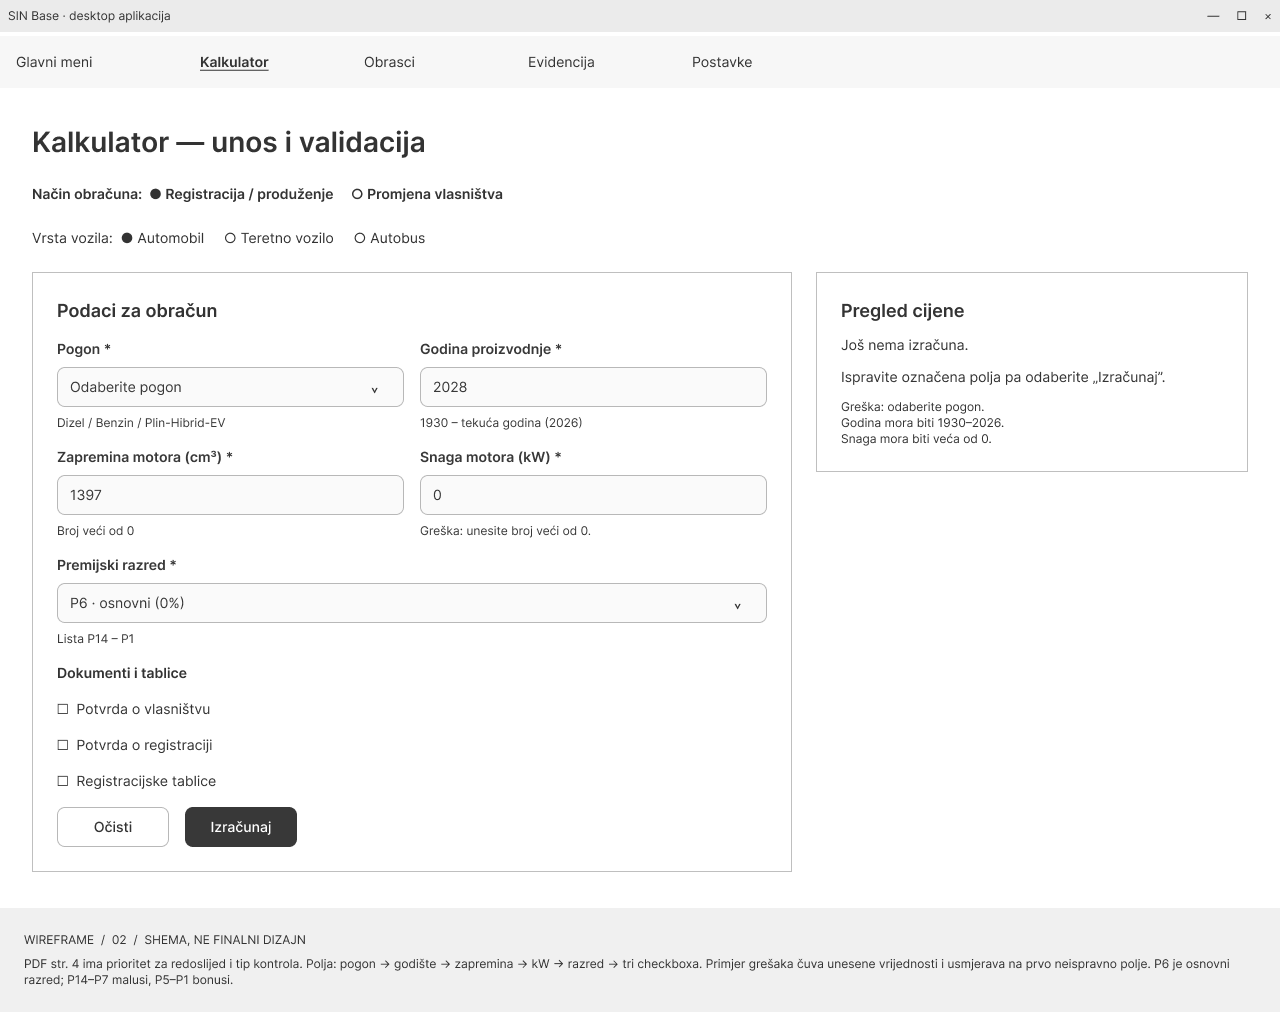 SIN Base · desktop aplikacija
Glavni meni
Kalkulator
Obrasci
Evidencija
Postavke
Kalkulator — unos i validacija
Način obračuna: ● Registracija / produženje ○ Promjena vlasništva
Vrsta vozila: ● Automobil ○ Teretno vozilo ○ Autobus
Podaci za obračun
Pogon *
Odaberite pogon
Dizel / Benzin / Plin-Hibrid-EV
Godina proizvodnje *
2028
1930 – tekuća godina (2026)
Zapremina motora (cm³) *
1397
Broj veći od 0
Snaga motora (kW) *
0
Greška: unesite broj veći od 0.
Premijski razred *
P6 · osnovni (0%)
Lista P14 – P1
Dokumenti i tablice
☐ Potvrda o vlasništvu
☐ Potvrda o registraciji
☐ Registracijske tablice
Očisti
Izračunaj
Pregled cijene
Još nema izračuna.
Ispravite označena polja pa odaberite „Izračunaj”.
Greška: odaberite pogon.
Godina mora biti 1930–2026.
Snaga mora biti veća od 0.
WIREFRAME / 02 / SHEMA, NE FINALNI DIZAJN
PDF str. 4 ima prioritet za redoslijed i tip kontrola. Polja: pogon → godište → zapremina → kW → razred → tri checkboxa. Primjer grešaka čuva unesene vrijednosti i usmjerava na prvo neispravno polje. P6 je osnovni
razred; P14–P7 malusi, P5–P1 bonusi.